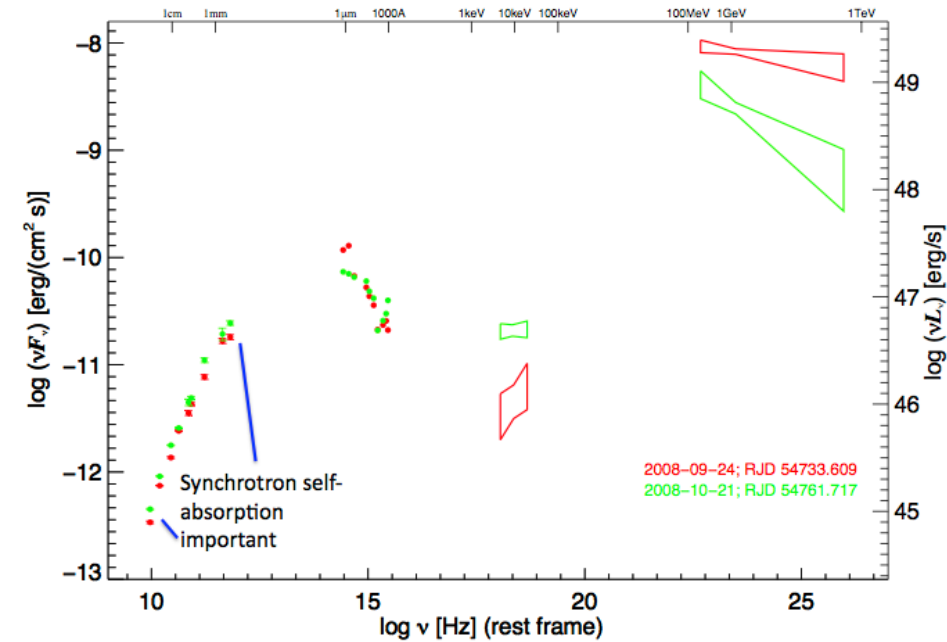 1cm 1mm 1μm 1000A 1keV 10keV 100keV 100MeV 1GeV 1TeV
−8
−9
−10
−11
−12
−13
log (νFν) [erg/(cm² s)]
49
48
47
46
45
log (νLν) [erg/s]
2008−09−24; RJD 54733.609
2008−10−21; RJD 54761.717
Synchrotron self-
absorption
important
10 15 20 25
log ν [Hz] (rest frame)